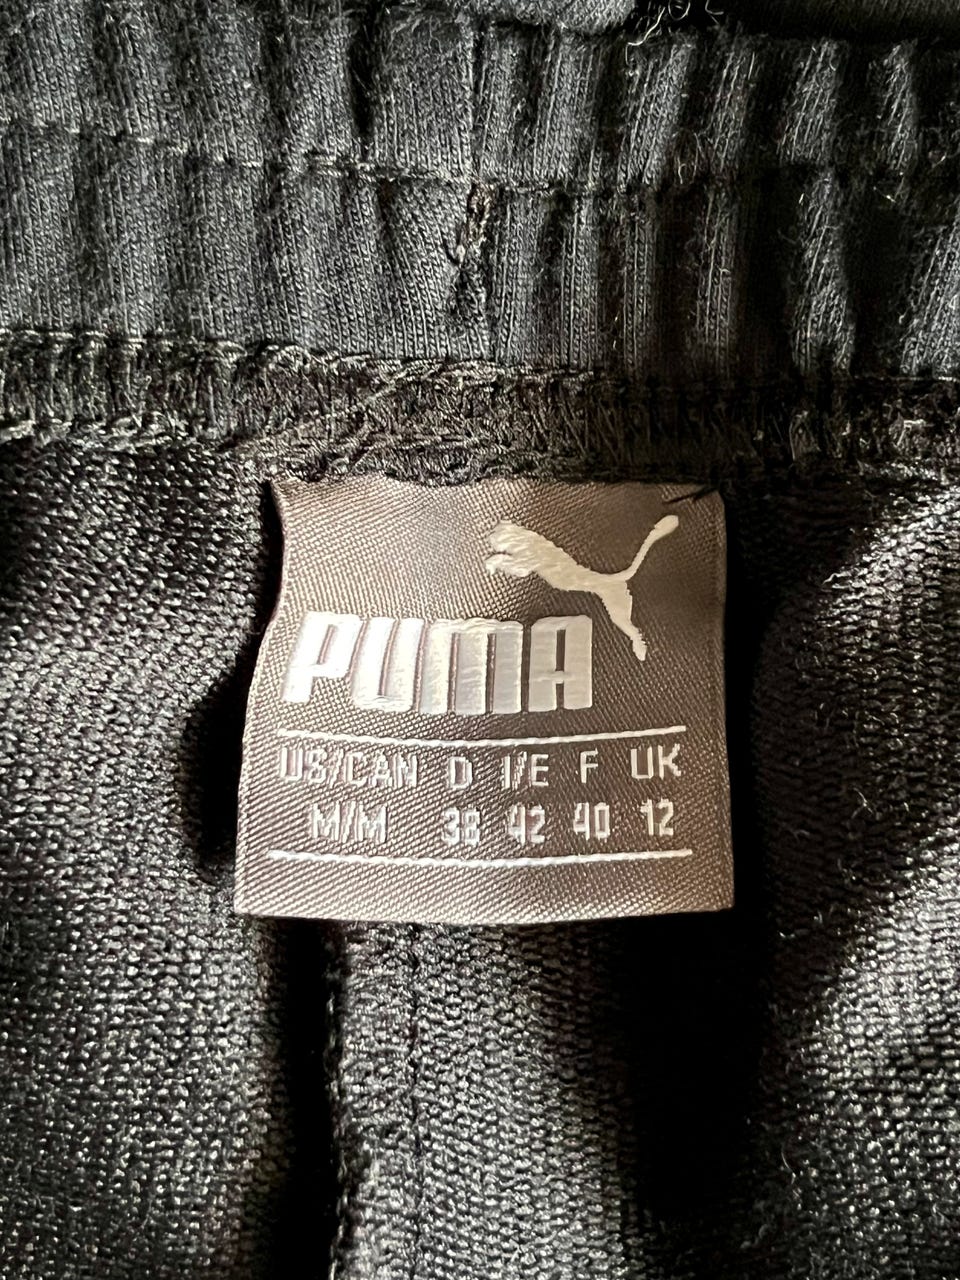 PUMA
US/CAN D I/E F UK
M/M 38 42 40 12